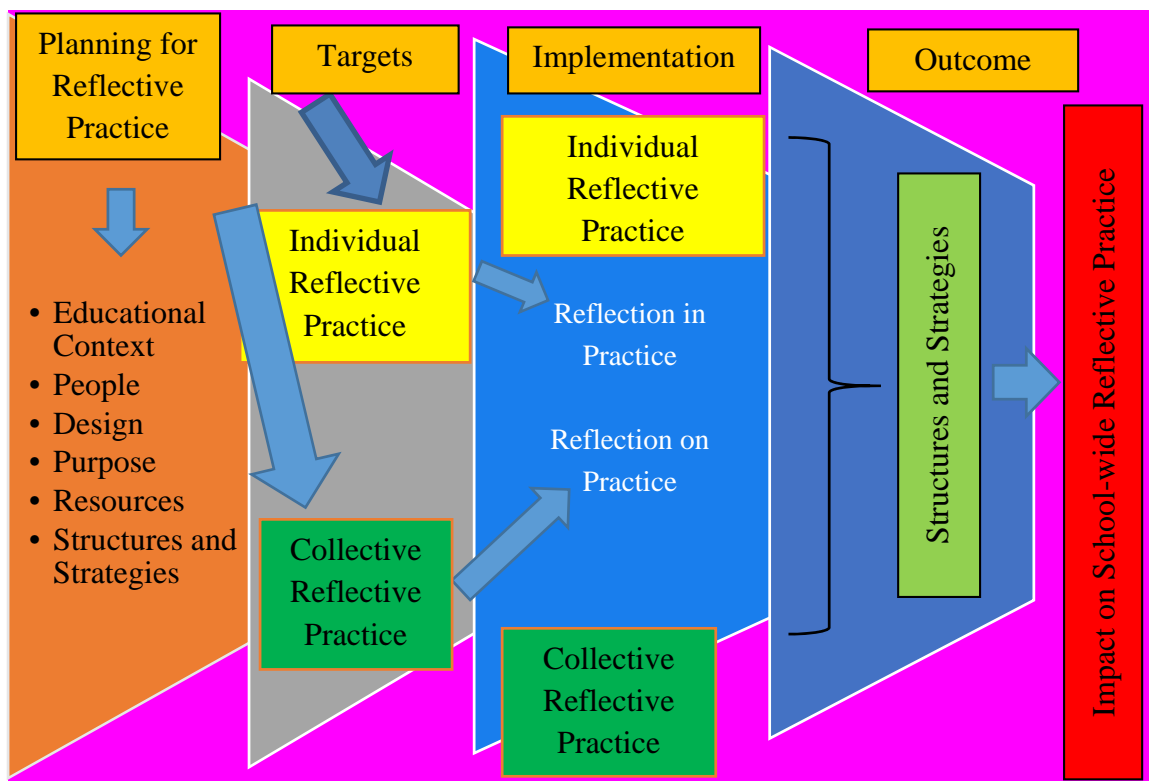 Planning for
Reflective
Practice
• Educational
Context
• People
• Design
• Purpose
• Resources
• Structures and
Strategies
Targets
Individual
Reflective
Practice
Collective
Reflective
Practice
Implementation
Individual
Reflective
Practice
Reflection in
Practice
Reflection on
Practice
Collective
Reflective
Practice
Outcome
Structures and Strategies
Impact on School-wide Reflective Practice